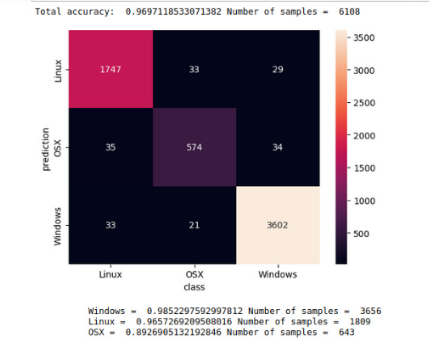 Total accuracy: 0.9697118533071382 Number of samples = 6108
3500
1747 33 29
Linux
3000
2500
35 574 34
prediction
OSX
2000
1500
1000
33 21 3602
Windows
500
Linux OSX Windows
class
Windows = 0.9852297592997812 Number of samples = 3656
Linux = 0.9657269209508016 Number of samples = 1809
OSX = 0.8926905132192846 Number of samples = 643